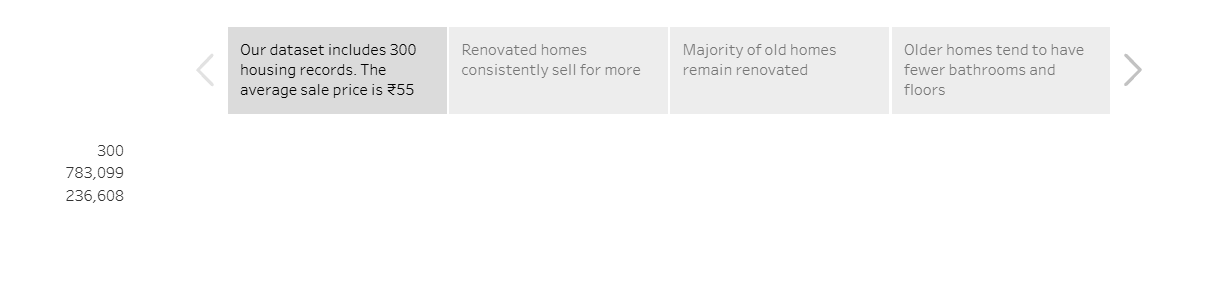 Our dataset includes 300
housing records. The
average sale price is ₹55
Renovated homes
consistently sell for more
Majority of old homes
remain renovated
Older homes tend to have
fewer bathrooms and
floors
300
783,099
236,608